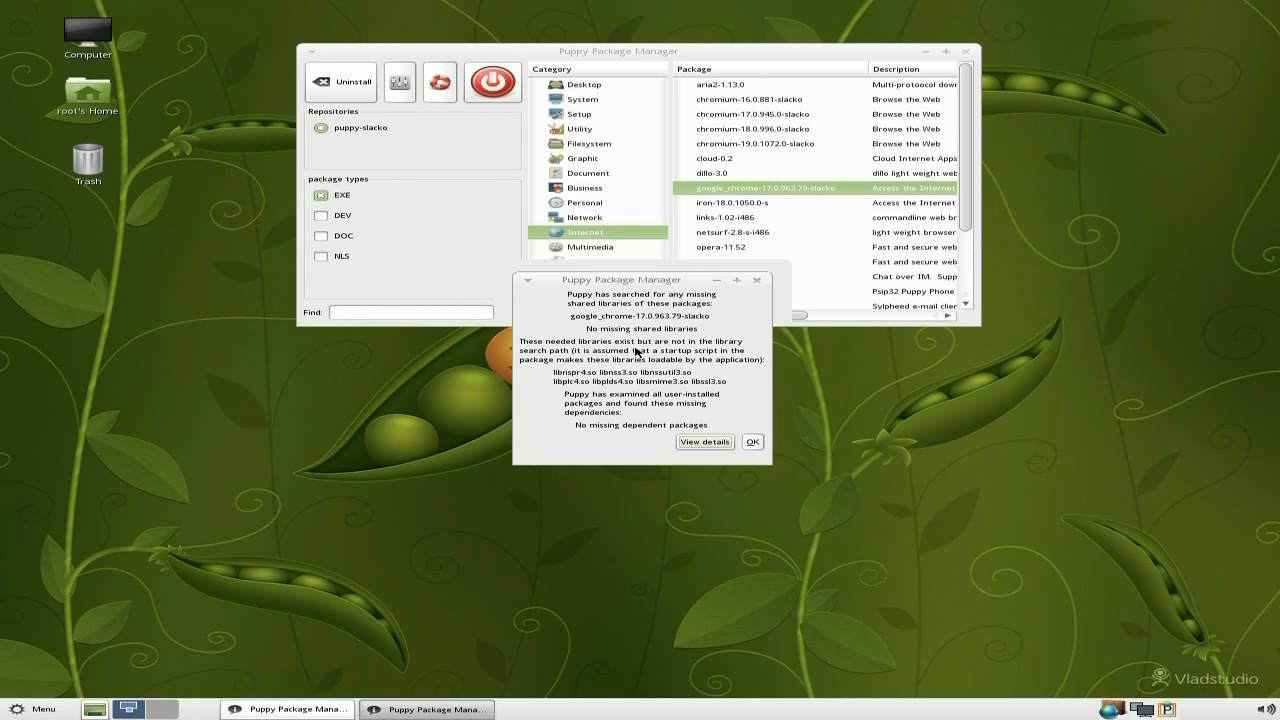 Computer
root's Home
Trash
Puppy Package Manager
Uninstall
Repositories
puppy-slacko
package types
EXE
DEV
DOC
NLS
Find:
Category
Desktop
System
Setup
Utility
Filesystem
Graphic
Document
Business
Personal
Network
Internet
Multimedia
Package Description
aria2-1.13.0 Multi-protoocol down
chromium-16.0.881-slacko Browse the Web
chromium-17.0.945.0-slacko Browse the Web
chromium-18.0.996.0-slacko Browse the Web
chromium-19.0.1072.0-slacko Browse the Web
cloud-0.2 Cloud Internet Apps
dillo-3.0 dillo light weight web
google_chrome-17.0.963.79-slacko Access the Internet
iron-18.0.1050.0-s Access the Internet
links-1.02-i486 commandline web br
netsurf-2.8-s-i486 light weight browser
opera-11.52 Fast and secure web
Fast and secure web
Chat over IM. Supp
Psip32 Puppy Phone
Sylpheed e-mail clier
Puppy Package Manager
Puppy has searched for any missing
shared libraries of these packages:
google_chrome-17.0.963.79-slacko
No missing shared libraries
These needed libraries exist but are not in the library
search path (it is assumed that a startup script in the
package makes these libraries loadable by the application):
libnspr4.so libnss3.so libnssutil3.so
libplc4.so libplds4.so libsmime3.so libssl3.so
Puppy has examined all user-installed
packages and found these missing
dependencies:
No missing dependent packages
View details OK
Vladstudio
Menu
Puppy Package Mana...
Puppy Package Mana...
P